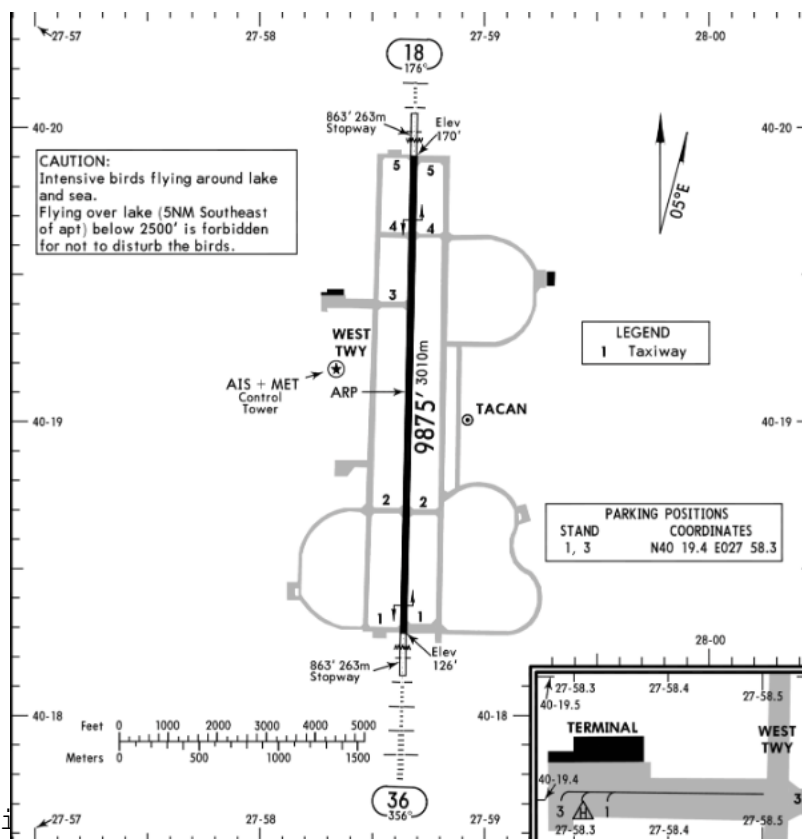 27-57
27-58
27-59
28-00
18
176°
40-20
40-20
863' 263m
Stopway
Elev
170'
CAUTION:
Intensive birds flying around lake
and sea.
Flying over lake (5NM Southeast
of apt) below 2500' is forbidden
for not to disturb the birds.
05°E
5
5
4
4
3
WEST
TWY
LEGEND
1 Taxiway
AIS + MET
Control
Tower
ARP
9875' 3010m
TACAN
40-19
40-19
2
2
PARKING POSITIONS
STAND COORDINATES
1, 3 N40 19.4 E027 58.3
1
1
863' 263m
Stopway
Elev
126'
28-00
40-18
40-18
Feet 0 1000 2000 3000 4000 5000
Meters 0 500 1000 1500
27-58.3
27-58.4
27-58.5
40-19.5
TERMINAL
WEST
TWY
40-19.4
3
H
1
3
27-58.3
27-58.4
27-58.5
36
356°
27-57
27-58
27-59